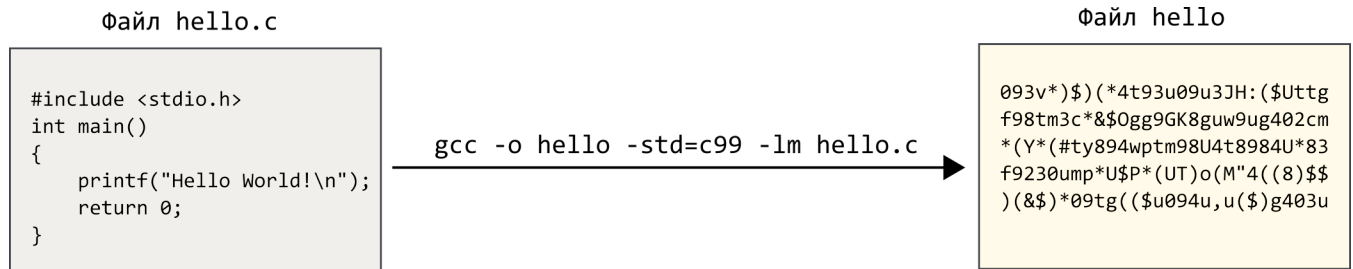 Файл hello.c
#include <stdio.h>
int main()
{
    printf("Hello World!\n");
    return 0;
}
gcc -o hello -std=c99 -lm hello.c
Файл hello
093v*)$)(*4t93u09u3JH:($Uttg
f98tm3c*&$Ogg9GK8guw9ug402cm
*(Y*(#ty894wptm98U4t8984U*83
f9230ump*U$P*(UT)o(M"4((8)$$
)(&$)*09tg(($u094u,u($)g403u